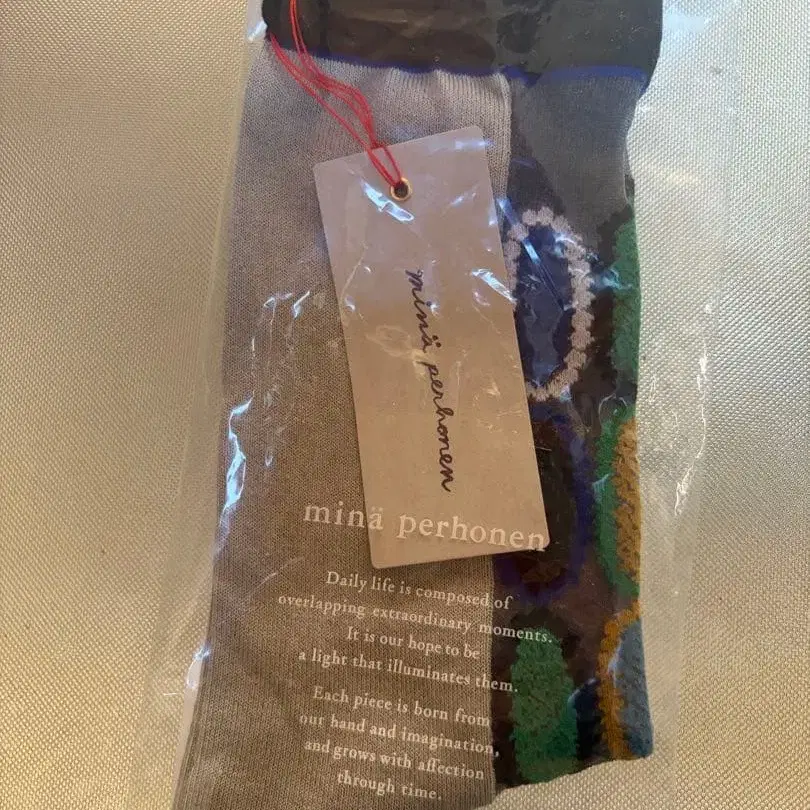 minä perhonen
minä perhonen
Daily life is composed of
overlapping extraordinary moments.
It is our hope to be
a light that illuminates them.
Each piece is born from
our hand and imagination,
and grows with affection
through time.